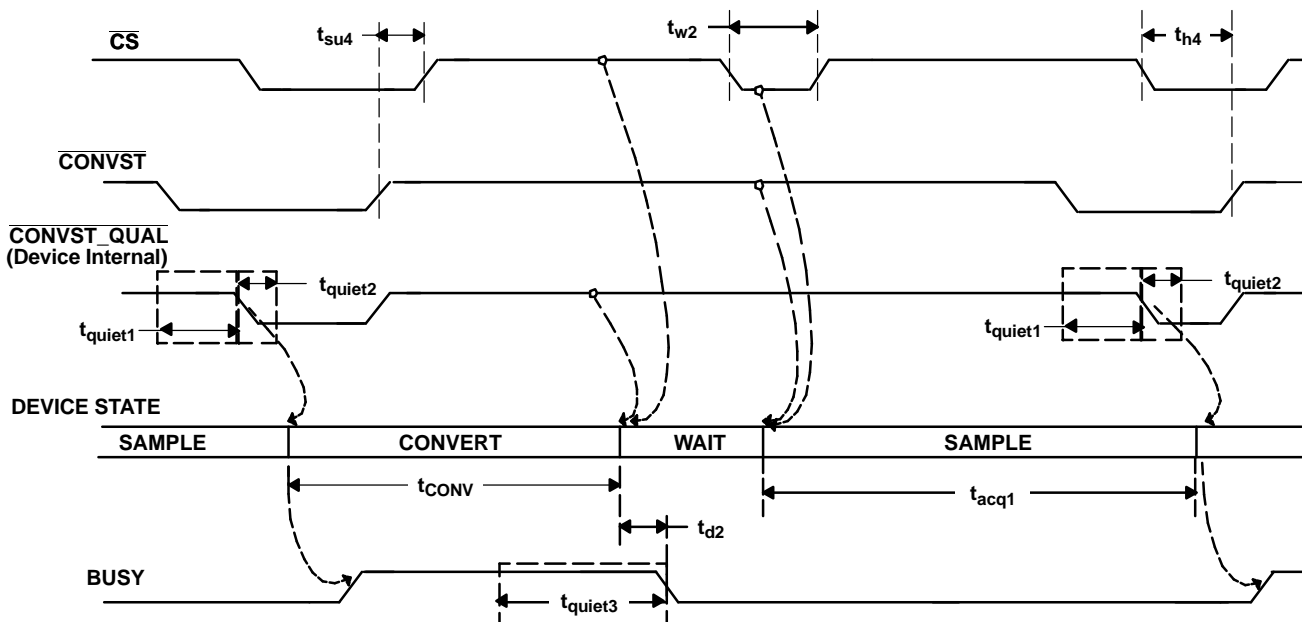 CS
t_su4
t_w2
t_h4
CONVST
CONVST_QUAL
(Device Internal)
t_quiet2
t_quiet1
t_quiet2
t_quiet1
DEVICE STATE
SAMPLE CONVERT WAIT SAMPLE
t_CONV
t_acq1
t_d2
BUSY
t_quiet3